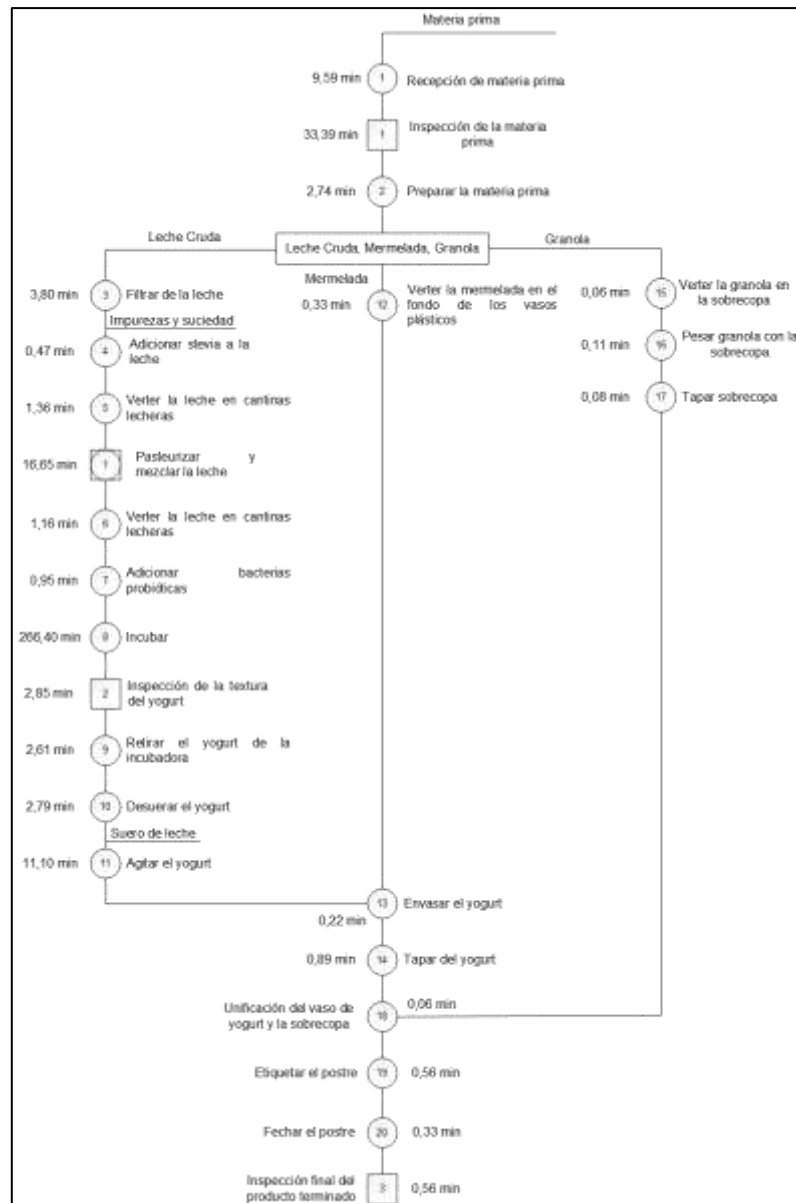 Materia prima
9,59 min 1 Recepción de materia prima
33,39 min 1 Inspección de la materia
prima
2,74 min 2 Preparar la materia prima
Leche Cruda
Leche Cruda, Mermelada, Granola
Granola
3,80 min 3 Filtrar de la leche
Impurezas y suciedad
0,47 min 4 Adicionar stevia a la
leche
1,36 min 5 Verter la leche en cantinas
lecheras
16,65 min 1 Pasteurizar y
mezclar la leche
1,16 min 6 Verter la leche en cantinas
lecheras
0,95 min 7 Adicionar bacterias
probióticas
266,40 min 8 Incubar
2,85 min 2 Inspección de la textura
del yogurt
2,61 min 9 Retirar el yogurt de la
incubadora
2,79 min 10 Desuerar el yogurt
Suero de leche
11,10 min 11 Agitar el yogurt
Mermelada
0,33 min 12 Verter la mermelada en el
fondo de los vasos
plásticos
0,06 min 15 Verter la granola en
la sobrecopa
0,11 min 16 Pesar granola con la
sobrecopa
0,08 min 17 Tapar sobrecopa
13 Envasar el yogurt
0,22 min
0,89 min 14 Tapar del yogurt
Unificación del vaso de
yogurt y la sobrecopa
18 0,06 min
Etiquetar el postre 19 0,56 min
Fechar el postre 20 0,33 min
Inspección final del
producto terminado
3 0,56 min